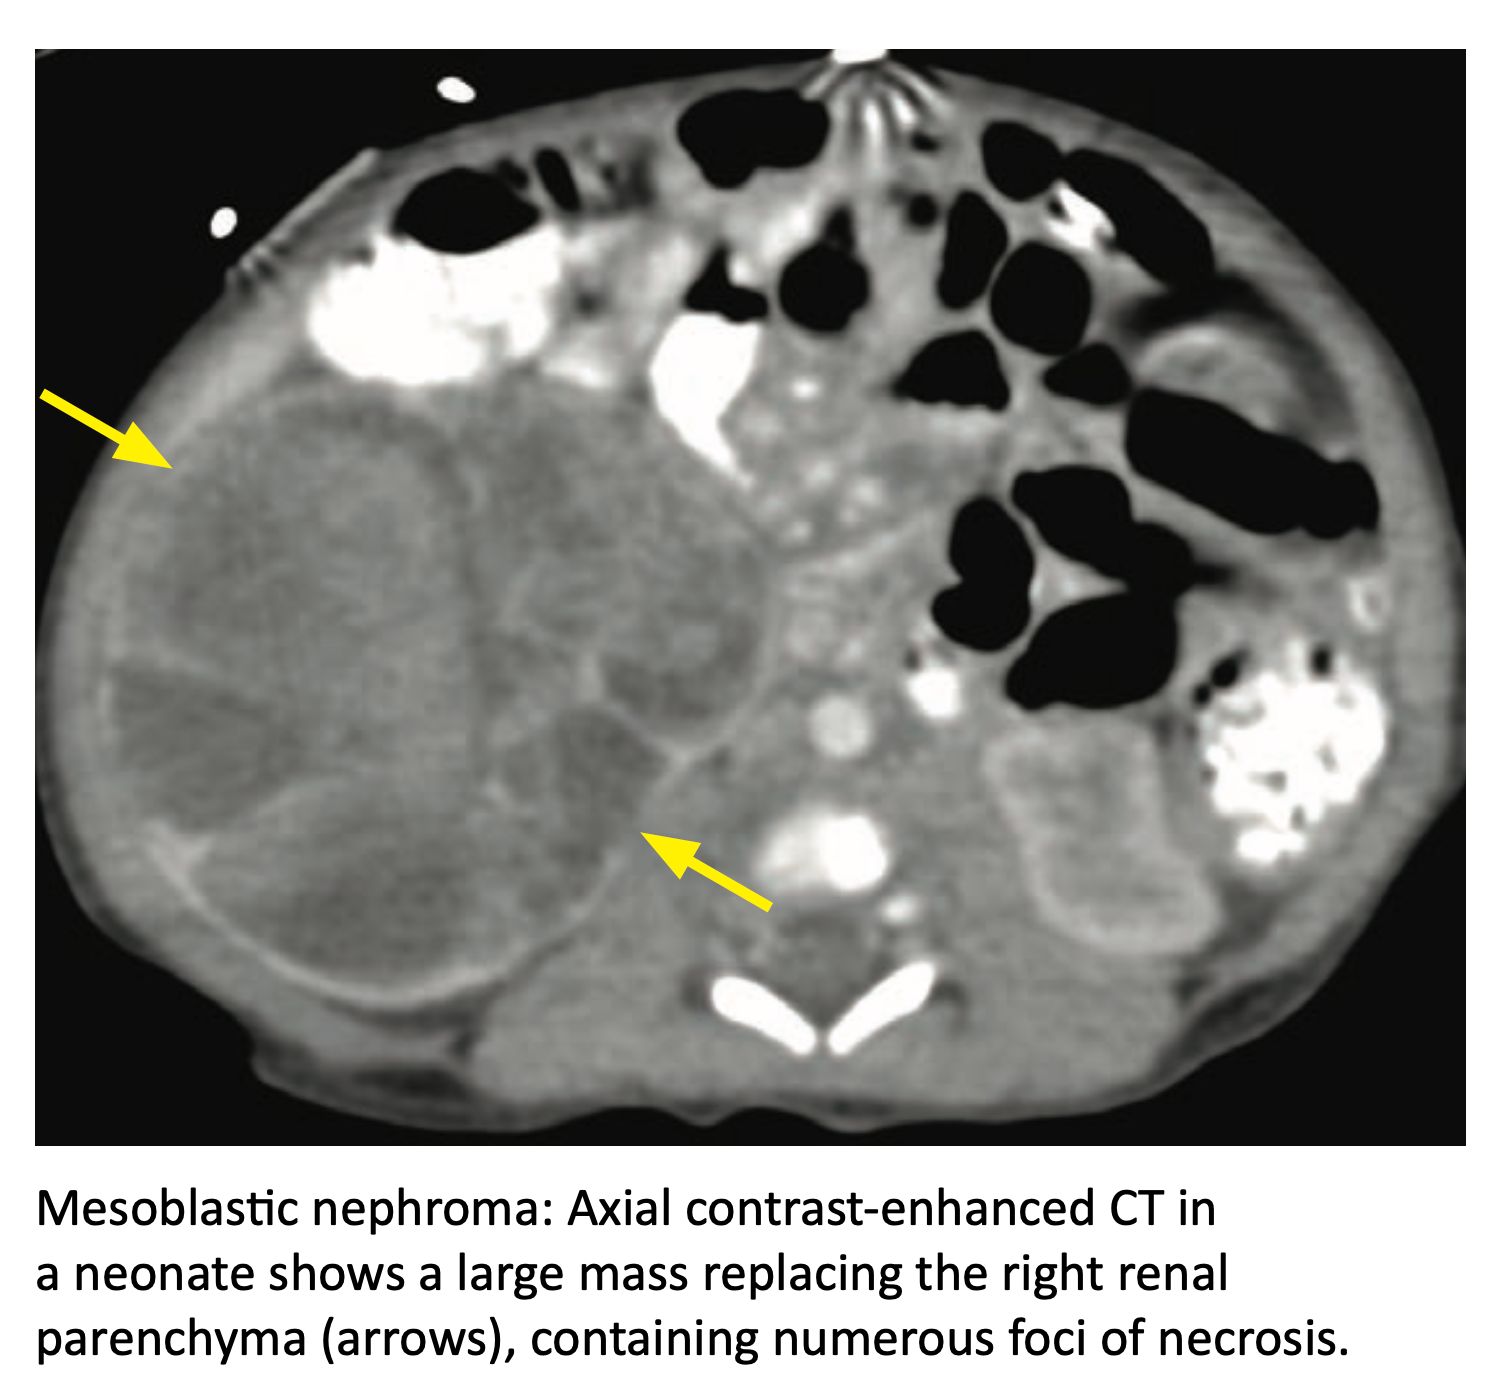 Mesoblastic nephroma: Axial contrast-enhanced CT in
a neonate shows a large mass replacing the right renal
parenchyma (arrows), containing numerous foci of necrosis.